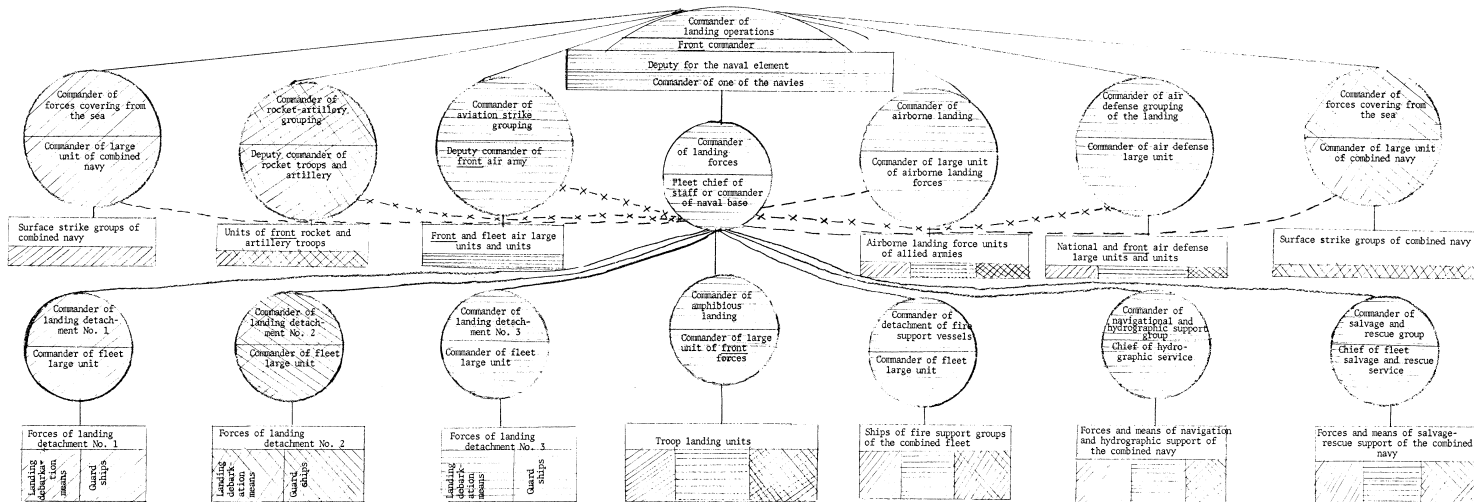 Commander of
landing operations
Front commander
Deputy for the naval element
Commander of one of the navies
Commander of
forces covering from
the sea
Commander of large
unit of combined
navy
Commander of
rocket-artillery
grouping
Deputy commander of
rocket troops and
artillery
Commander of
aviation strike
grouping
Deputy commander of
front air army
Commander
of landing
forces
Fleet chief of
staff or commander
of naval base
Commander of
airborne landing
Commander of large unit
of airborne landing
forces
Commander of air
defense grouping
of the landing
Commander of air defense
large unit
Commander of
forces covering from
the sea
Commander of large unit
of combined navy
Surface strike groups of
combined navy
Units of front rocket and
artillery troops
Front and fleet air large
units and units
Airborne landing force units
of allied armies
National and front air defense
large units and units
Surface strike groups of combined navy
Commander of
landing detach-
ment No. 1
Commander of fleet
large unit
Commander of
landing detach-
ment No. 2
Commander of fleet
large unit
Commander of
landing detach-
ment No. 3
Commander of fleet
large unit
Commander of
amphibious
landing
Commander of large
unit of front
forces
Commander of
detachment of fire
support vessels
Commander of fleet
large unit
Commander of
navigational and
hydrographic support
group
Chief of hydro-
graphic service
Commander of
salvage and
rescue group
Chief of fleet
salvage and rescue
service
Forces of landing
detachment No. 1
Landing
debarka-
tion
means
Guard
ships
Forces of landing
detachment No. 2
Landing
debark-
ation
means
Guard
ships
Forces of landing
detachment No. 3
Landing
debark-
ation
means
Guard
ships
Troop landing units
Ships of fire support groups
of the combined fleet
Forces and means of navigation
and hydrographic support of
the combined navy
Forces and means of salvage-
rescue support of the combined
navy